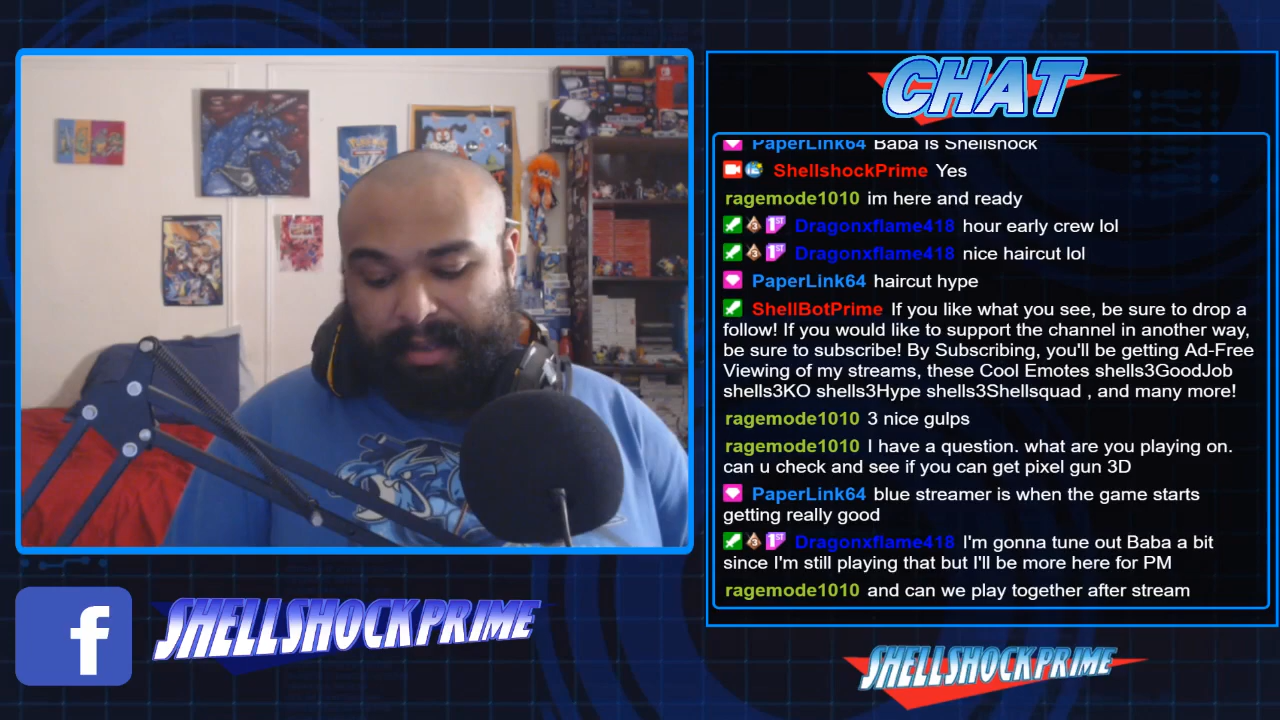 CHAT
PaperLink64 Baba Is Shellshock
ShellshockPrime Yes
ragemode1010 im here and ready
3 1ST Dragonxflame418 hour early crew lol
3 1ST Dragonxflame418 nice haircut lol
PaperLink64 haircut hype
ShellBotPrime If you like what you see, be sure to drop a
follow! If you would like to support the channel in another way,
be sure to subscribe! By Subscribing, you'll be getting Ad-Free
Viewing of my streams, these Cool Emotes shells3GoodJob
shells3KO shells3Hype shells3Shellsquad , and many more!
ragemode1010 3 nice gulps
ragemode1010 I have a question. what are you playing on.
can u check and see if you can get pixel gun 3D
PaperLink64 blue streamer is when the game starts
getting really good
3 1ST Dragonxflame418 I'm gonna tune out Baba a bit
since I'm still playing that but I'll be more here for PM
ragemode1010 and can we play together after stream
f
SHELLSHOCKPRIME
SHELLSHOCKPRIME